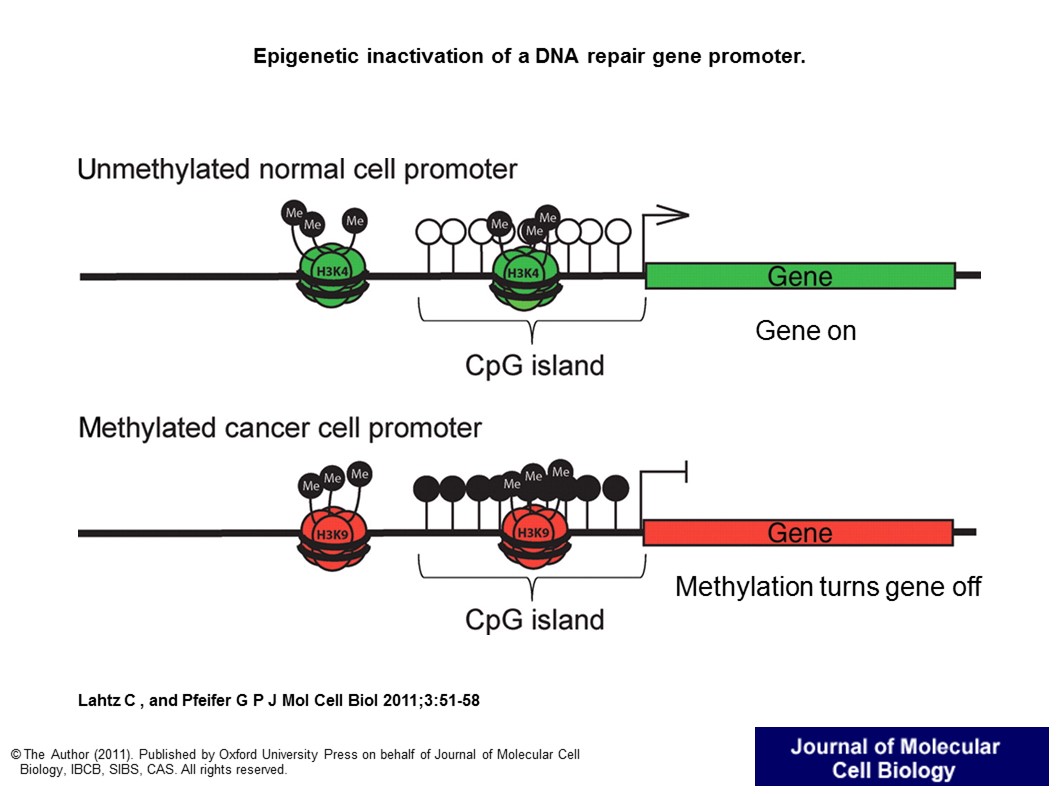 Epigenetic inactivation of a DNA repair gene promoter.
Unmethylated normal cell promoter
Me Me Me Me Me Me
H3K4 H3K4 Gene
Gene on
CpG island
Methylated cancer cell promoter
Me Me Me Me Me Me
H3K9 H3K9 Gene
Methylation turns gene off
CpG island
Lahtz C , and Pfeifer G P J Mol Cell Biol 2011;3:51-58
© The Author (2011). Published by Oxford University Press on behalf of Journal of Molecular Cell
Biology, IBCB, SIBS, CAS. All rights reserved.
Journal of Molecular
Cell Biology